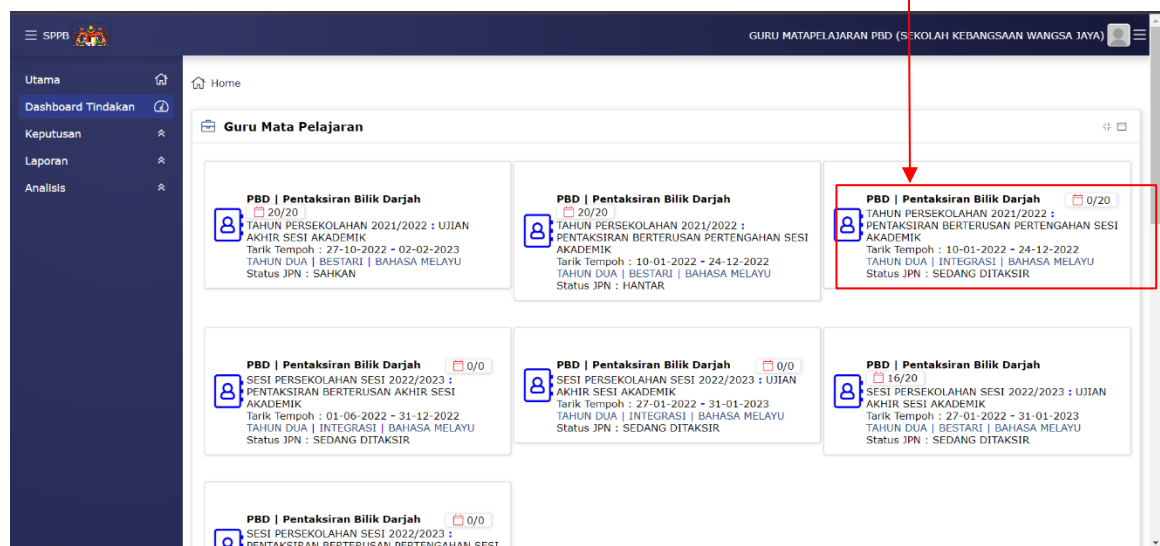 SPPB
GURU MATAPELAJARAN PBD (SEKOLAH KEBANGSAAN WANGSA JAYA)
Utama
Dashboard Tindakan
Keputusan
Laporan
Analisis
Home
Guru Mata Pelajaran
PBD | Pentaksiran Bilik Darjah
20/20
TAHUN PERSEKOLAHAN 2021/2022 : UJIAN
AKHIR SESI AKADEMIK
Tarik Tempoh : 27-10-2022 - 02-02-2023
TAHUN DUA | BESTARI | BAHASA MELAYU
Status JPN : SAHKAN
PBD | Pentaksiran Bilik Darjah
20/20
TAHUN PERSEKOLAHAN 2021/2022 :
PENTAKSIRAN BERTERUSAN PERTENGAHAN SESI
AKADEMIK
Tarik Tempoh : 10-01-2022 - 24-12-2022
TAHUN DUA | BESTARI | BAHASA MELAYU
Status JPN : HANTAR
PBD | Pentaksiran Bilik Darjah 0/20
TAHUN PERSEKOLAHAN 2021/2022 :
PENTAKSIRAN BERTERUSAN PERTENGAHAN SESI
AKADEMIK
Tarik Tempoh : 10-01-2022 - 24-12-2022
TAHUN DUA | INTEGRASI | BAHASA MELAYU
Status JPN : SEDANG DITAKSIR
PBD | Pentaksiran Bilik Darjah 0/0
SESI PERSEKOLAHAN SESI 2022/2023 :
PENTAKSIRAN BERTERUSAN AKHIR SESI
AKADEMIK
Tarik Tempoh : 01-06-2022 - 31-12-2022
TAHUN DUA | INTEGRASI | BAHASA MELAYU
Status JPN : SEDANG DITAKSIR
PBD | Pentaksiran Bilik Darjah 0/0
SESI PERSEKOLAHAN SESI 2022/2023 : UJIAN
AKHIR SESI AKADEMIK
Tarik Tempoh : 27-01-2022 - 31-01-2023
TAHUN DUA | INTEGRASI | BAHASA MELAYU
Status JPN : SEDANG DITAKSIR
PBD | Pentaksiran Bilik Darjah
16/20
SESI PERSEKOLAHAN SESI 2022/2023 : UJIAN
AKHIR SESI AKADEMIK
Tarik Tempoh : 27-01-2022 - 31-01-2023
TAHUN DUA | BESTARI | BAHASA MELAYU
Status JPN : SEDANG DITAKSIR
PBD | Pentaksiran Bilik Darjah 0/0
SESI PERSEKOLAHAN SESI 2022/2023 :
PENTAKSIRAN BERTERUSAN PERTENGAHAN SESI